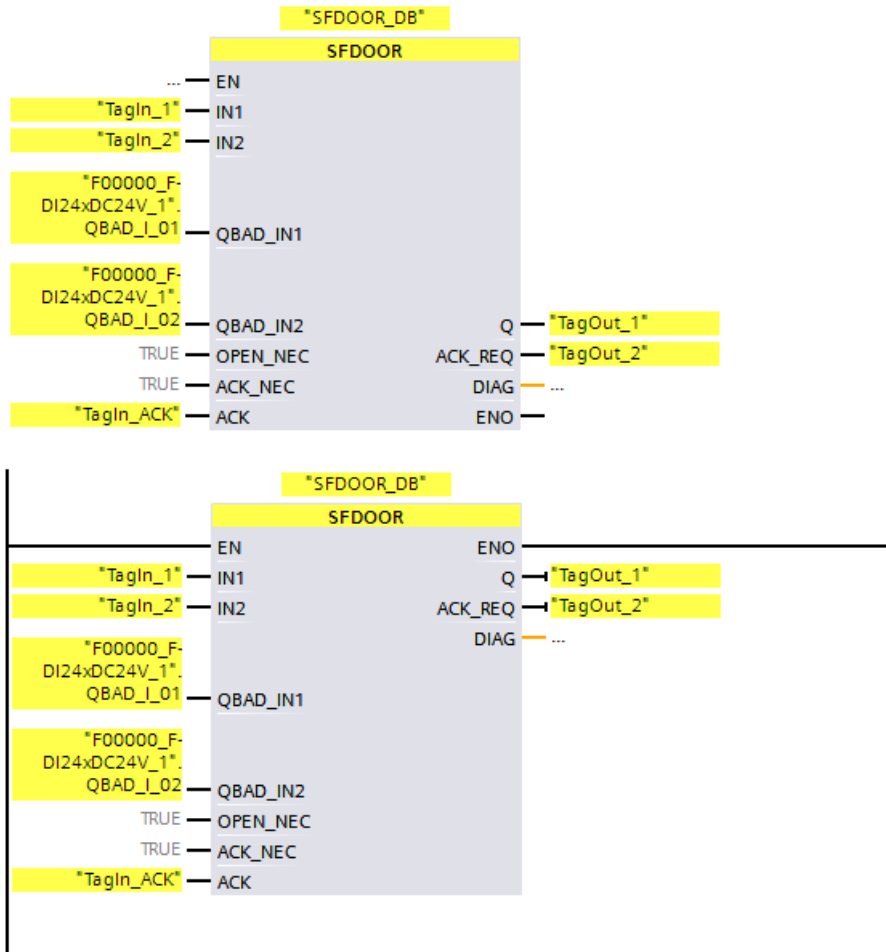 "SFDOOR_DB"
SFDOOR
... EN
"TagIn_1" IN1
"TagIn_2" IN2
"F00000_F-
DI24xDC24V_1".
QBAD_I_01 QBAD_IN1
"F00000_F-
DI24xDC24V_1".
QBAD_I_02 QBAD_IN2 Q "TagOut_1"
TRUE OPEN_NEC ACK_REQ "TagOut_2"
TRUE ACK_NEC DIAG ...
"TagIn_ACK" ACK ENO
"SFDOOR_DB"
SFDOOR
EN ENO
"TagIn_1" IN1 Q "TagOut_1"
"TagIn_2" IN2 ACK_REQ "TagOut_2"
DIAG ...
"F00000_F-
DI24xDC24V_1".
QBAD_I_01 QBAD_IN1
"F00000_F-
DI24xDC24V_1".
QBAD_I_02 QBAD_IN2
TRUE OPEN_NEC
TRUE ACK_NEC
"TagIn_ACK" ACK